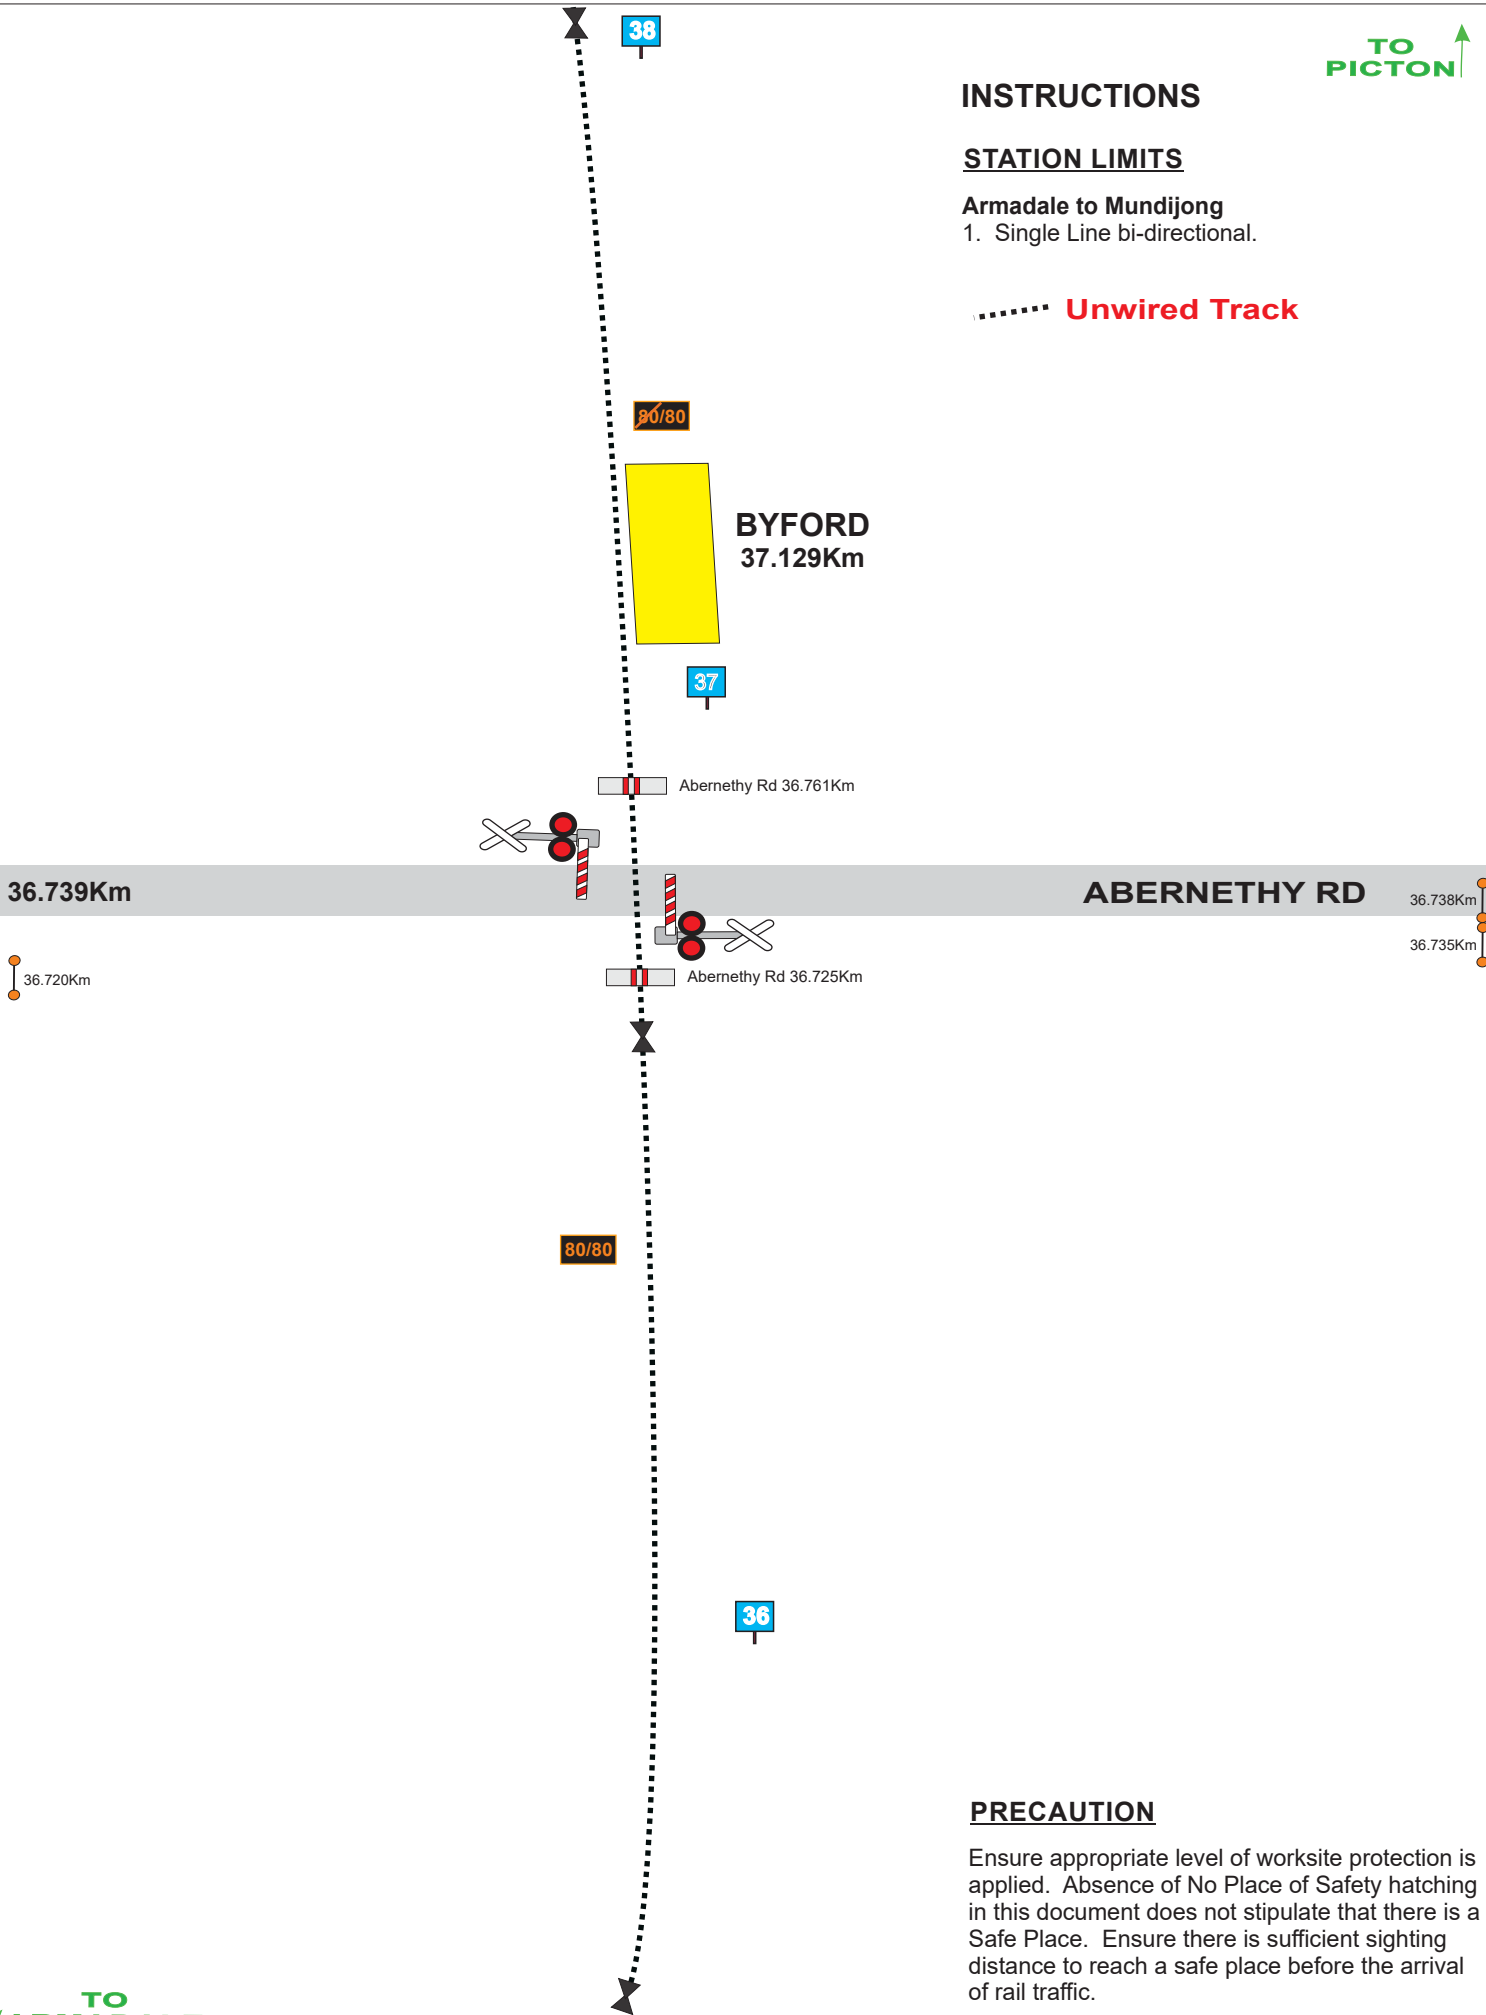 38
TO
PICTON
INSTRUCTIONS
STATION LIMITS
Armadale to Mundijong
1. Single Line bi-directional.
Unwired Track
80/80
BYFORD
37.129Km
37
Abernethy Rd 36.761Km
36.739Km
ABERNETHY RD
36.738Km
36.735Km
36.720Km
Abernethy Rd 36.725Km
80/80
36
PRECAUTION
Ensure appropriate level of worksite protection is
applied. Absence of No Place of Safety hatching
in this document does not stipulate that there is a
Safe Place. Ensure there is sufficient sighting
distance to reach a safe place before the arrival
of rail traffic.
TO